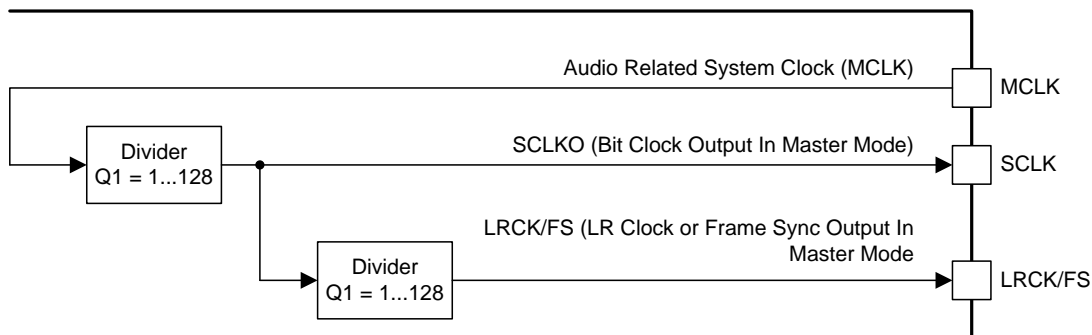 Audio Related System Clock (MCLK)
MCLK
Divider
Q1 = 1...128
SCLKO (Bit Clock Output In Master Mode)
SCLK
LRCK/FS (LR Clock or Frame Sync Output In
Master Mode
Divider
Q1 = 1...128
LRCK/FS